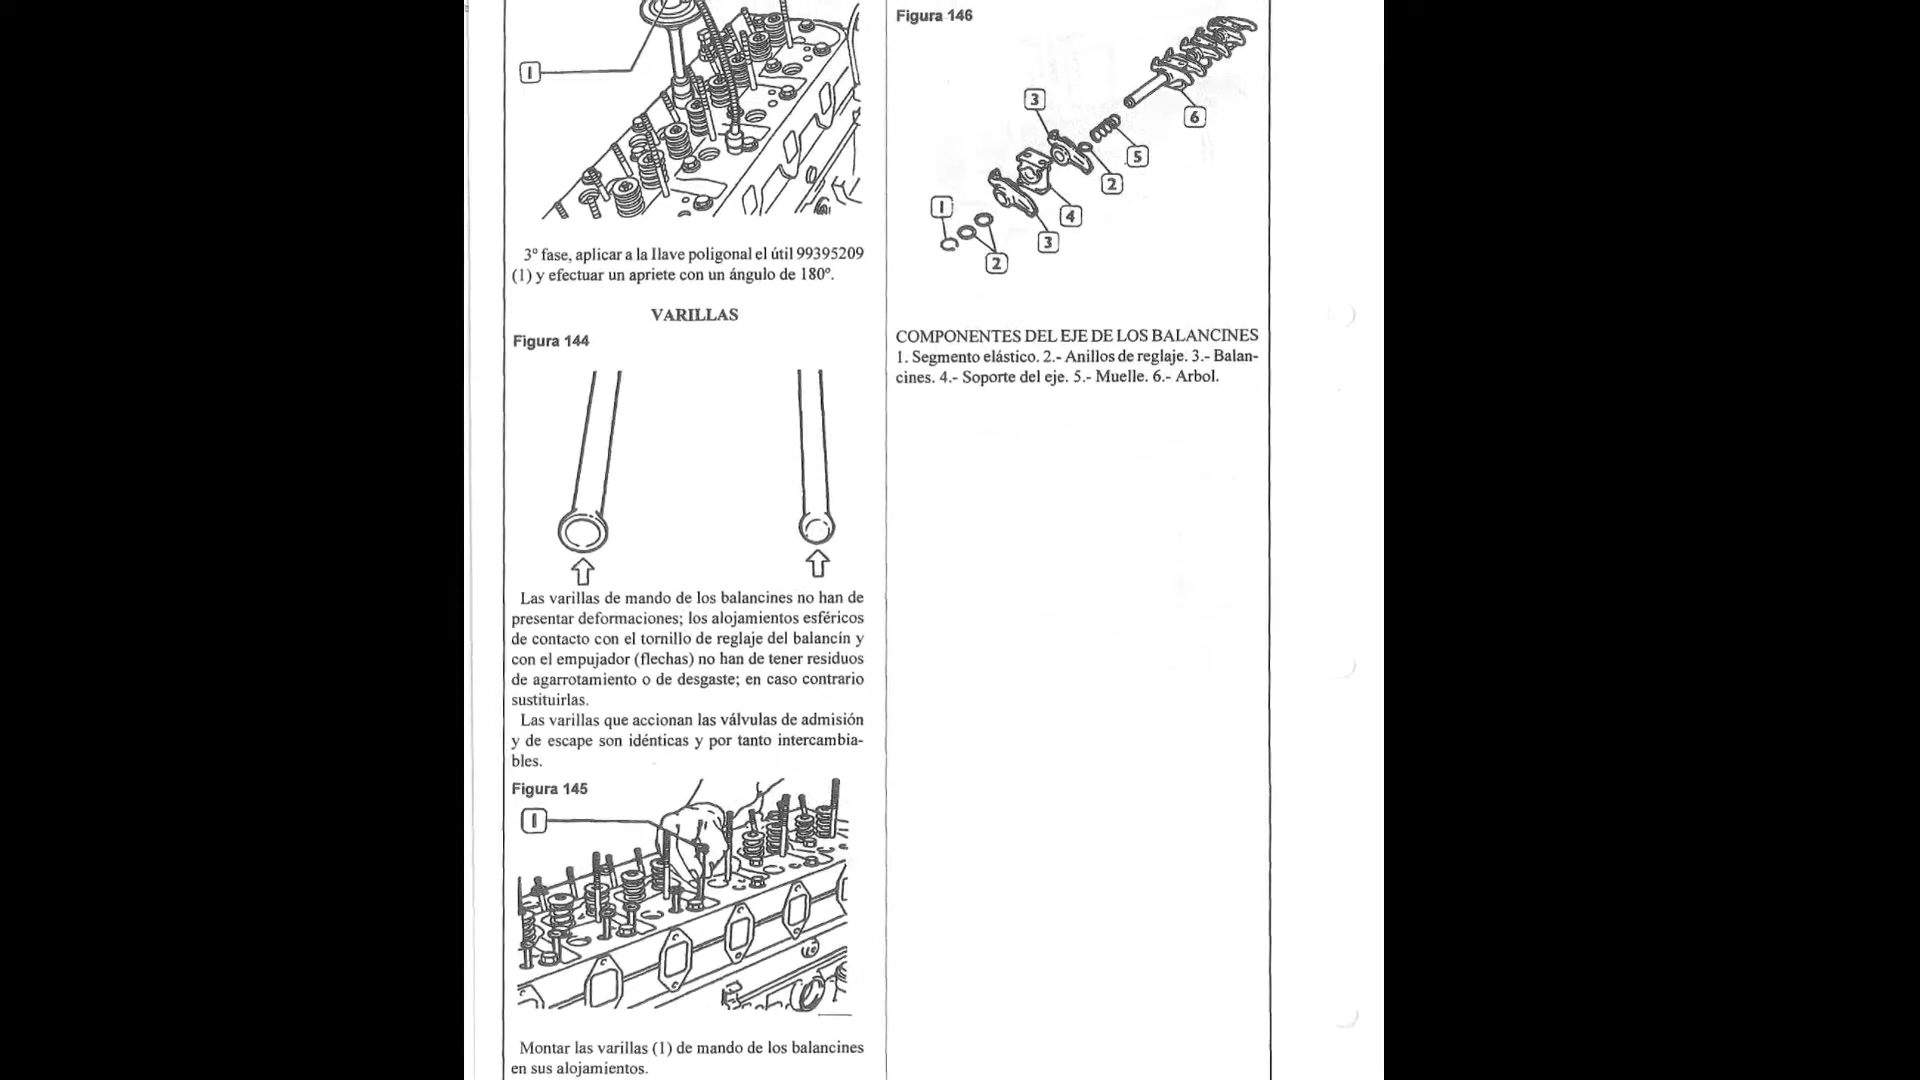 1
3º fase, aplicar a la Ilave poligonal el útil 99395209
(1) y efectuar un apriete con un ángulo de 180º.
VARILLAS
Figura 144
Las varillas de mando de los balancines no han de
presentar deformaciones; los alojamientos esféricos
de contacto con el tornillo de reglaje del balancín y
con el empujador (flechas) no han de tener residuos
de agarrotamiento o de desgaste; en caso contrario
sustituirlas.
Las varillas que accionan las válvulas de admisión
y de escape son idénticas y por tanto intercambia-
bles.
Figura 145
1
Montar las varillas (1) de mando de los balancines
en sus alojamientos.
Figura 146
3
6
5
2
1
4
3
2
COMPONENTES DEL EJE DE LOS BALANCINES
1. Segmento elástico. 2.- Anillos de reglaje. 3.- Balan-
cines. 4.- Soporte del eje. 5.- Muelle. 6.- Arbol.